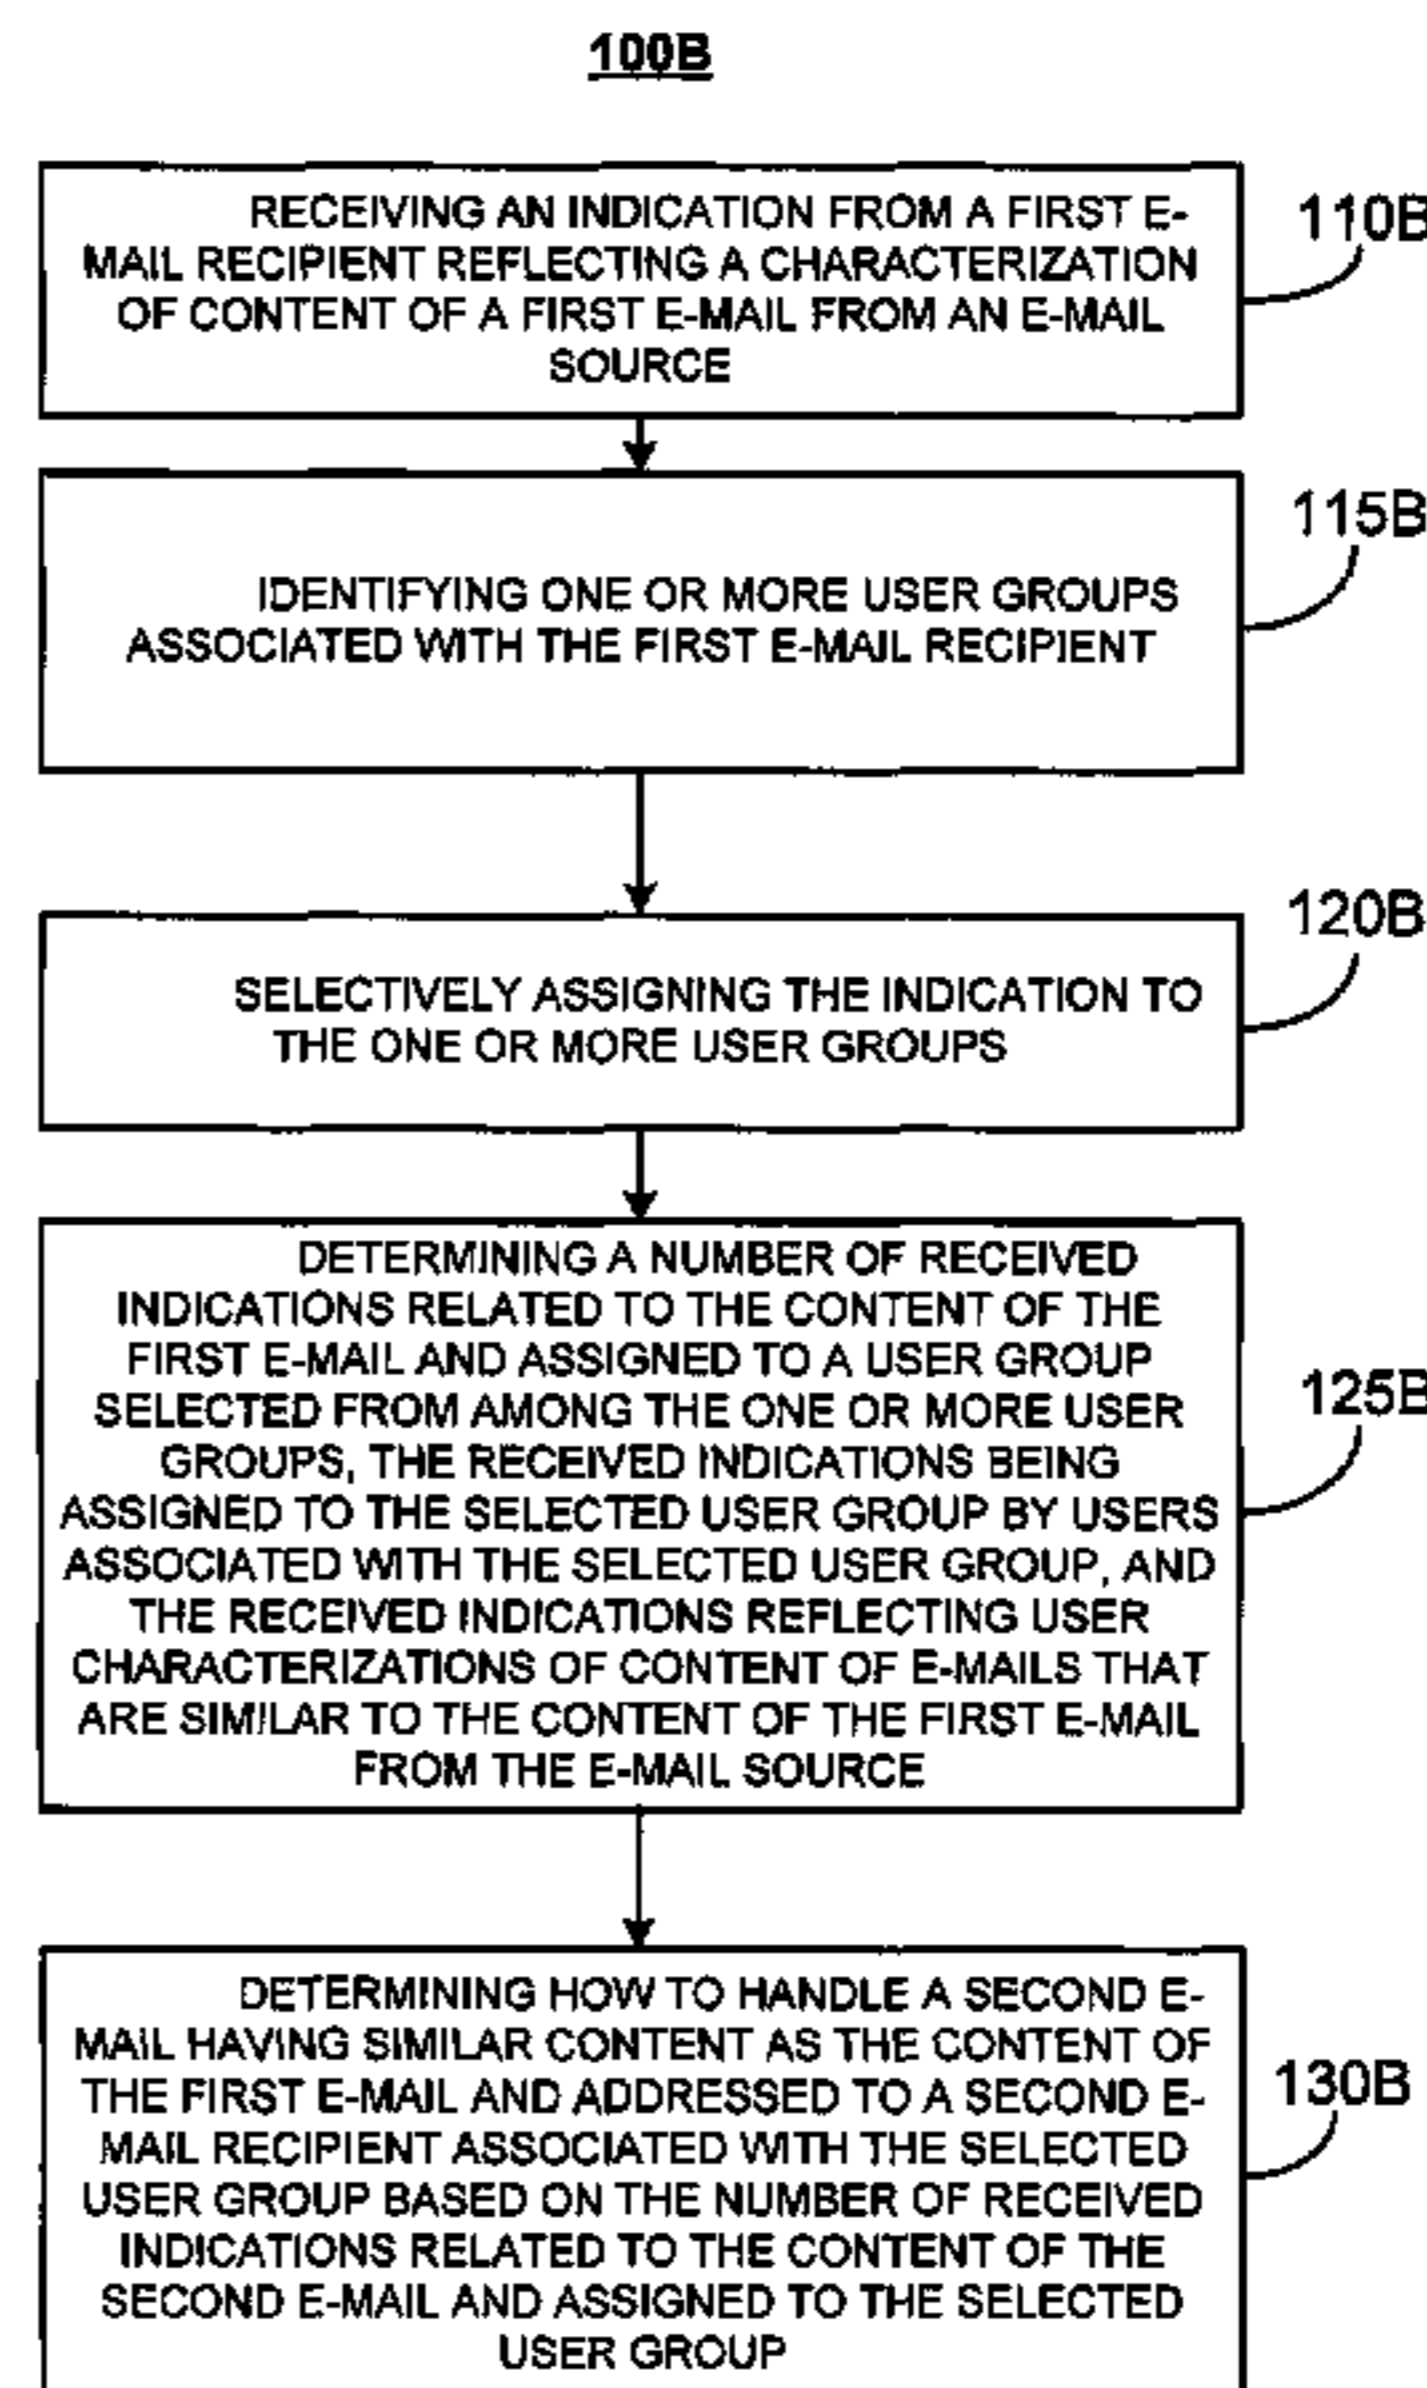 100B
RECEIVING AN INDICATION FROM A FIRST E-
MAIL RECIPIENT REFLECTING A CHARACTERIZATION
OF CONTENT OF A FIRST E-MAIL FROM AN E-MAIL
SOURCE
110B
IDENTIFYING ONE OR MORE USER GROUPS
ASSOCIATED WITH THE FIRST E-MAIL RECIPIENT
115B
SELECTIVELY ASSIGNING THE INDICATION TO
THE ONE OR MORE USER GROUPS
120B
DETERMINING A NUMBER OF RECEIVED
INDICATIONS RELATED TO THE CONTENT OF THE
FIRST E-MAIL AND ASSIGNED TO A USER GROUP
SELECTED FROM AMONG THE ONE OR MORE USER
GROUPS, THE RECEIVED INDICATIONS BEING
ASSIGNED TO THE SELECTED USER GROUP BY USERS
ASSOCIATED WITH THE SELECTED USER GROUP, AND
THE RECEIVED INDICATIONS REFLECTING USER
CHARACTERIZATIONS OF CONTENT OF E-MAILS THAT
ARE SIMILAR TO THE CONTENT OF THE FIRST E-MAIL
FROM THE E-MAIL SOURCE
125B
DETERMINING HOW TO HANDLE A SECOND E-
MAIL HAVING SIMILAR CONTENT AS THE CONTENT OF
THE FIRST E-MAIL AND ADDRESSED TO A SECOND E-
MAIL RECIPIENT ASSOCIATED WITH THE SELECTED
USER GROUP BASED ON THE NUMBER OF RECEIVED
INDICATIONS RELATED TO THE CONTENT OF THE
SECOND E-MAIL AND ASSIGNED TO THE SELECTED
USER GROUP
130B